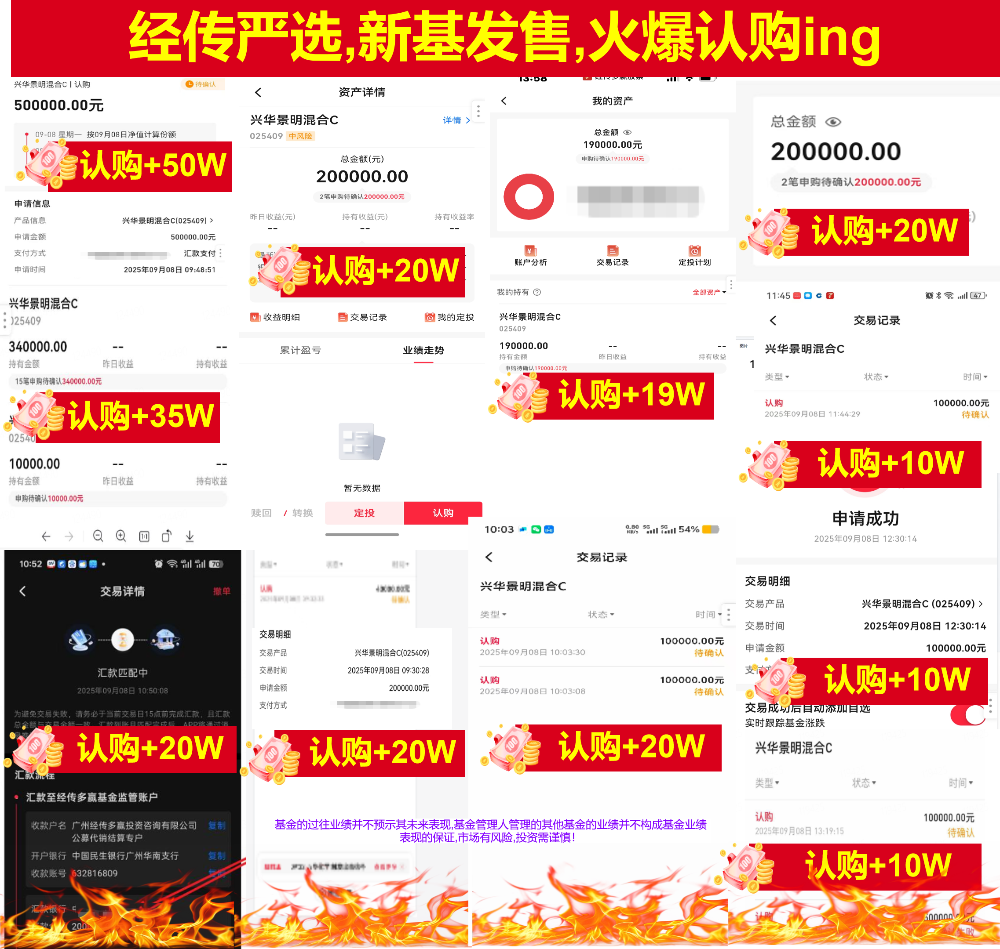 经传严选,新基发售,火爆认购ing
兴华景明混合C | 认购
待确认
500000.00元
09-08 星期一 按09月08日净值计算份额
认购+50W
申请信息
产品信息 兴华景明混合C(025409) >
申请金额 500000.00元
支付方式 汇款支付
申请时间 2025年09月08日 09:48:51
兴华景明混合C
025409
340000.00 -- --
持有金额 昨日收益 持有收益
15笔申购待确认340000.00元
认购+35W
02540
10000.00 -- --
持有金额 昨日收益 持有收益
申购待确认10000.00元
资产详情
兴华景明混合C 详情 >
025409 中风险
总金额(元)
200000.00
2笔申购待确认200000.00元
昨日收益(元) 持有收益(元) 持有收益率
-- -- --
最新
认购+20W
收益明细 交易记录 我的定投
累计盈亏 业绩走势
暂无数据
赎回 / 转换 定投 认购
13:58 经传多赢股票
我的资产
总金额
190000.00元
申购待确认190000.00元
账户分析 交易记录 定投计划
我的持有 全部资产
兴华景明混合C
025409
190000.00 -- --
持有金额 昨日收益 持有收益
申购待确认190000.00元
认购+19W
总金额
200000.00
2笔申购待确认200000.00元
认购+20W
11:45 47
交易记录
图片
1
兴华景明混合C
类型 状态 时间
认购 100000.00元
2025年09月08日 11:44:29 待确认
认购+10W
申请成功
2025年09月08日 12:30:14
交易明细
交易产品 兴华景明混合C (025409) >
交易时间 2025年09月08日 12:30:14
申请金额 100000.00元
认购+10W
交易成功后自动添加自选
实时跟踪基金涨跌
兴华景明混合C
类型 状态 时间
认购 100000.00元
2025年09月08日 13:19:15 待确认
认购+10W
10:52 4G 4G 70
交易详情 撤单
汇款匹配中
2025年09月08日 10:50:08
为避免交易失败，请务必于当前交易日15点前完成汇款，且汇款
总金额与交易金额一致。汇款到账且匹配完成后，APP将通过消
认购+20W
汇款流程
汇款至经传多赢基金监管账户
收款户名 广州经传多赢投资咨询有限公司 复制
公募代销结算专户
开户银行 中国民生银行广州华南支行 复制
收款账号 632816809 复制
汇款银行
200
类型 状态 时间
认购
待确认
交易明细
交易产品 兴华景明混合C(025409)
交易时间 2025年09月08日 09:30:28
申请金额 200000.00元
支付方式
认购+20W
10:03 0.80 KB/s 5G 5G 54%
交易记录
兴华景明混合C
类型 状态 时间
认购 100000.00元
2025年09月08日 10:03:30 待确认
认购 100000.00元
2025年09月08日 10:03:08 待确认
认购+20W
基金的过往业绩并不预示其未来表现,基金管理人管理的其他基金的业绩并不构成基金业绩
表现的保证,市场有风险,投资需谨慎!